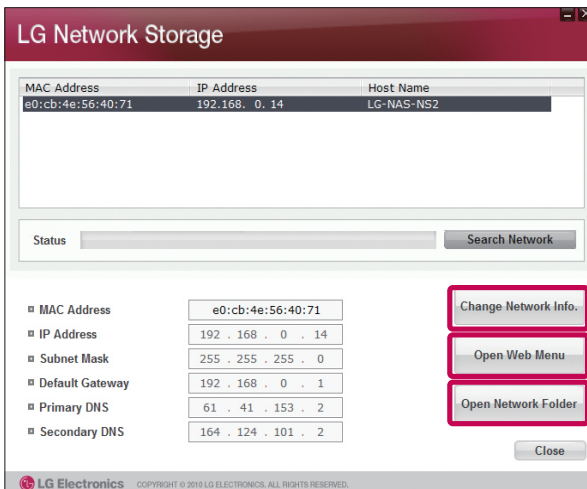 LG Network Storage
MAC Address IP Address Host Name
e0:cb:4e:56:40:71 192.168. 0. 14 LG-NAS-NS2
Status Search Network
MAC Address e0:cb:4e:56:40:71 Change Network Info.
IP Address 192 . 168 . 0 . 14
Subnet Mask 255 . 255 . 255 . 0 Open Web Menu
Default Gateway 192 . 168 . 0 . 1
Primary DNS 61 . 41 . 153 . 2 Open Network Folder
Secondary DNS 164 . 124 . 101 . 2
Close
LG Electronics COPYRIGHT © 2010 LG ELECTRONICS. ALL RIGHTS RESERVED.